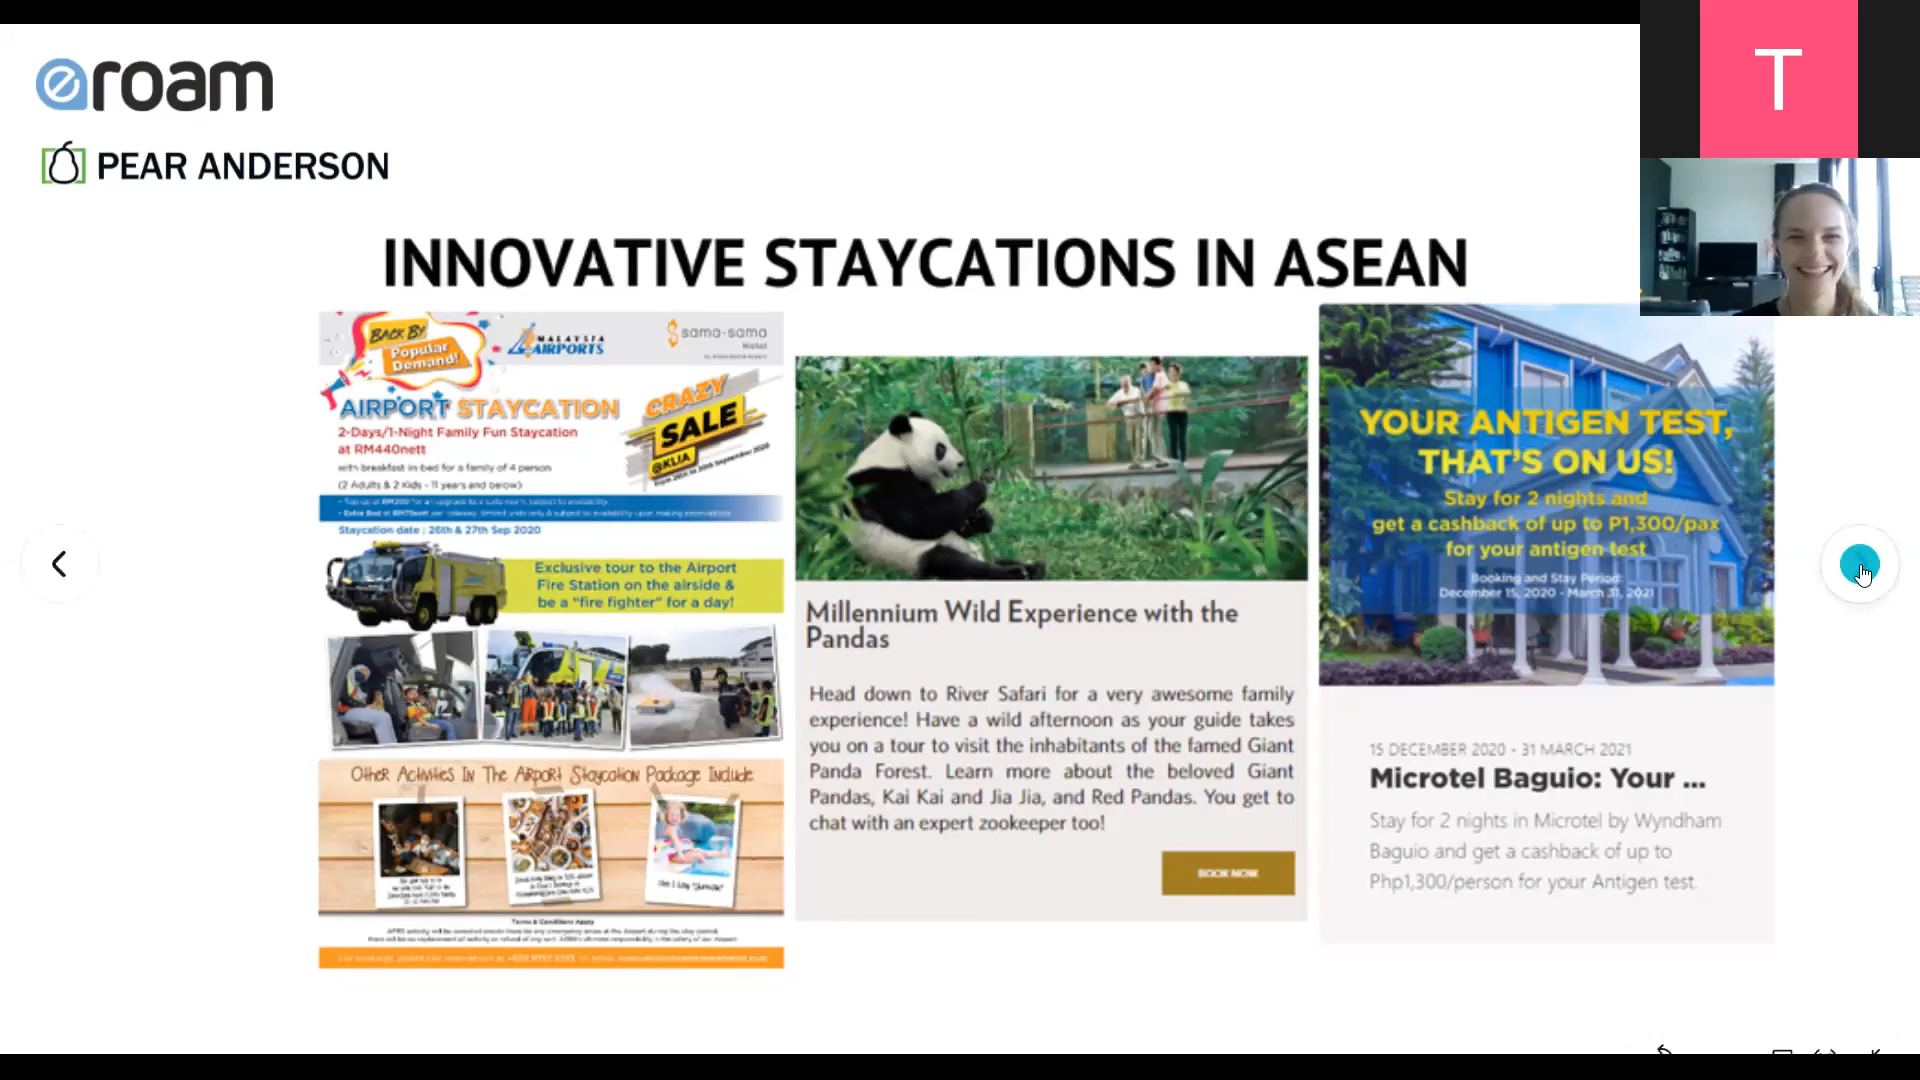 eroam
T
PEAR ANDERSON
INNOVATIVE STAYCATIONS IN ASEAN
BACK BY
Popular
Demand!
MALAYSIA
AIRPORTS
sama-sama
Hotel
AIRPORT STAYCATION
CRAZY
SALE
@KLIA
2-Days/1-Night Family Fun Staycation
at RM440nett
with breakfast in bed for a family of 4 person
(2 Adults & 2 Kids - 11 years and below)
Staycation date : 26th & 27th Sep 2020
Exclusive tour to the Airport
Fire Station on the airside &
be a "fire fighter" for a day!
Other Activities In The Airport Staycation Package Include
Terms & Conditions Apply
Millennium Wild Experience with the
Pandas
Head down to River Safari for a very awesome family
experience! Have a wild afternoon as your guide takes
you on a tour to visit the inhabitants of the famed Giant
Panda Forest. Learn more about the beloved Giant
Pandas, Kai Kai and Jia Jia, and Red Pandas. You get to
chat with an expert zookeeper too!
BOOK NOW
YOUR ANTIGEN TEST,
THAT'S ON US!
Stay for 2 nights and
get a cashback of up to P1,300/pax
for your antigen test
Booking and Stay Period:
December 15, 2020 - March 31, 2021
15 DECEMBER 2020 - 31 MARCH 2021
Microtel Baguio: Your ...
Stay for 2 nights in Microtel by Wyndham
Baguio and get a cashback of up to
Php1,300/person for your Antigen test.